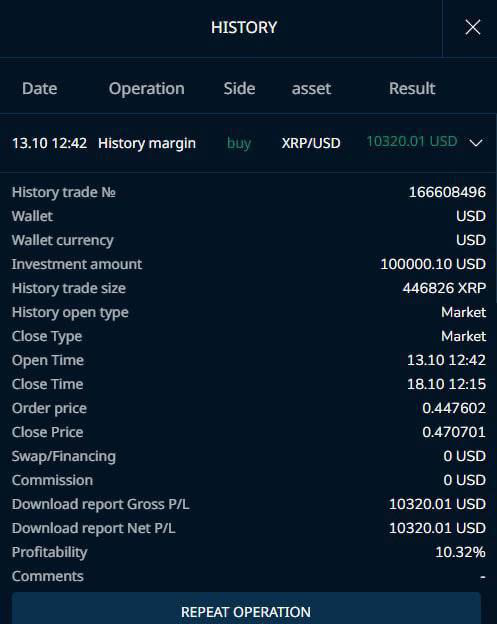 HISTORY
Date Operation Side asset Result
13.10 12:42 History margin buy XRP/USD 10320.01 USD
History trade № 166608496
Wallet USD
Wallet currency USD
Investment amount 100000.10 USD
History trade size 446826 XRP
History open type Market
Close Type Market
Open Time 13.10 12:42
Close Time 18.10 12:15
Order price 0.447602
Close Price 0.470701
Swap/Financing 0 USD
Commission 0 USD
Download report Gross P/L 10320.01 USD
Download report Net P/L 10320.01 USD
Profitability 10.32%
Comments -
REPEAT OPERATION